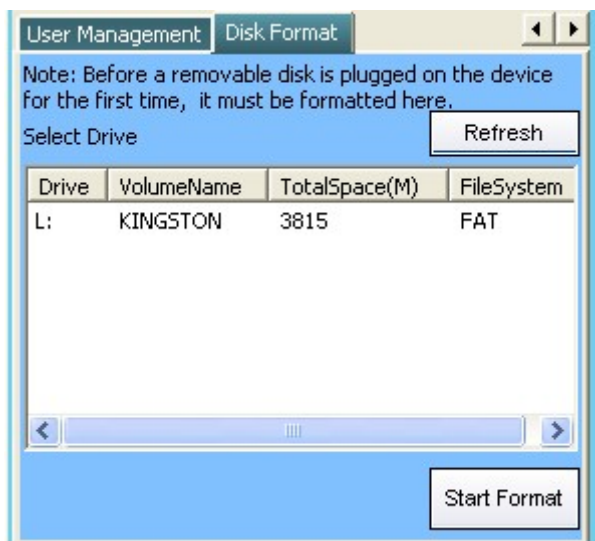 User Management Disk Format
Note: Before a removable disk is plugged on the device
for the first time, it must be formatted here.
Select Drive Refresh
Drive VolumeName TotalSpace(M) FileSystem
L: KINGSTON 3815 FAT
Start Format